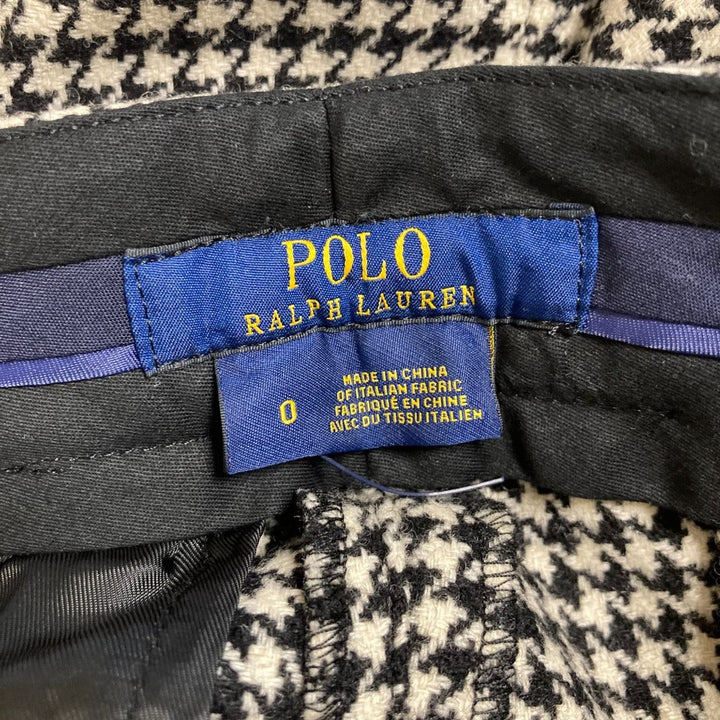 POLO
RALPH LAUREN
0
MADE IN CHINA
OF ITALIAN FABRIC
FABRIQUÉ EN CHINE
AVEC DU TISSU ITALIEN